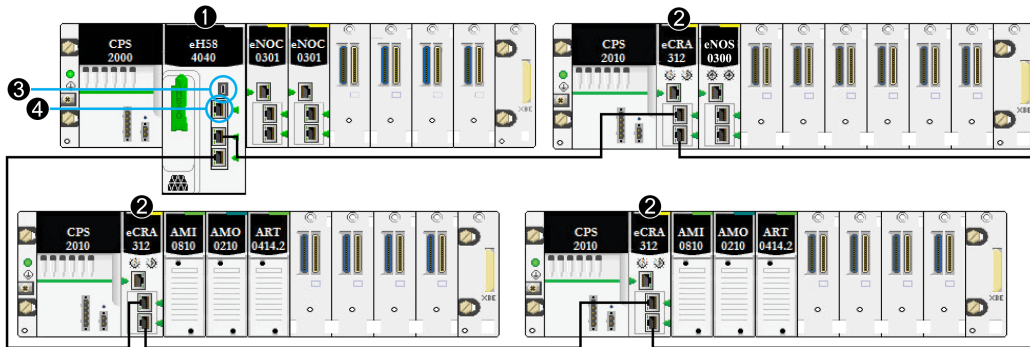 1
2
CPS
2000
eH58
4040
eNOC
0301
eNOC
0301
CPS
2010
eCRA
312
eNOS
0300
3
4
XBE
XBE
2
2
CPS
2010
eCRA
312
AMI
0810
AMO
0210
ART
0414.2
CPS
2010
eCRA
312
AMI
0810
AMO
0210
ART
0414.2
XBE
XBE